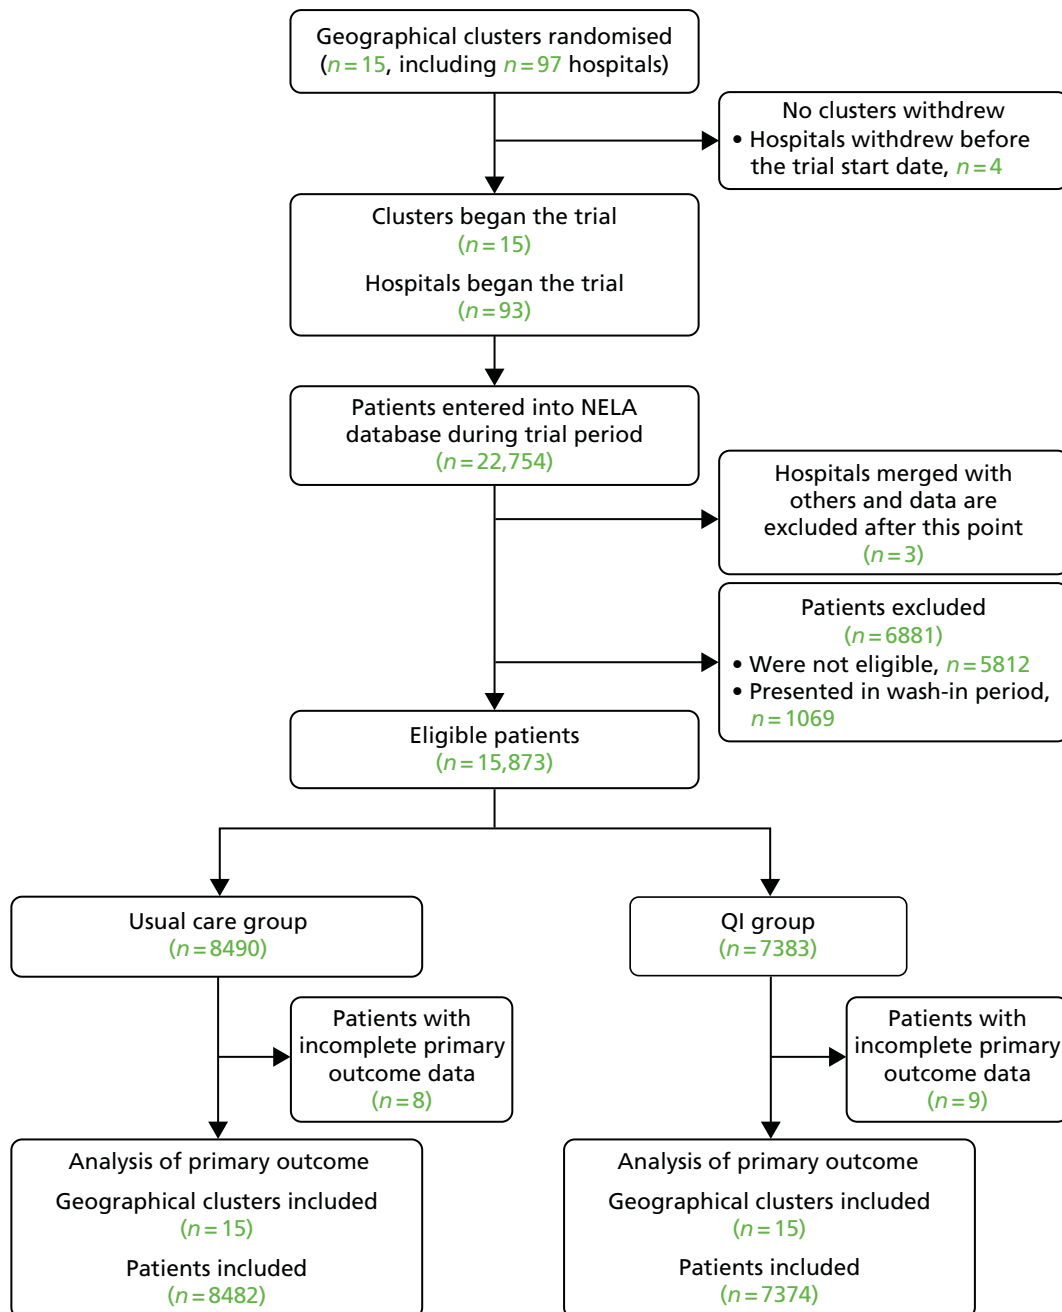 Geographical clusters randomised
(n=15, including n=97 hospitals)
No clusters withdrew
• Hospitals withdrew before
the trial start date, n=4
Clusters began the trial
(n=15)
Hospitals began the trial
(n=93)
Patients entered into NELA
database during trial period
(n=22,754)
Hospitals merged with
others and data are
excluded after this point
(n=3)
Patients excluded
(n=6881)
• Were not eligible, n=5812
• Presented in wash-in period,
n=1069
Eligible patients
(n=15,873)
Usual care group
(n=8490)
QI group
(n=7383)
Patients with
incomplete primary
outcome data
(n=8)
Patients with
incomplete primary
outcome data
(n=9)
Analysis of primary outcome
Geographical clusters included
(n=15)
Patients included
(n=8482)
Analysis of primary outcome
Geographical clusters included
(n=15)
Patients included
(n=7374)